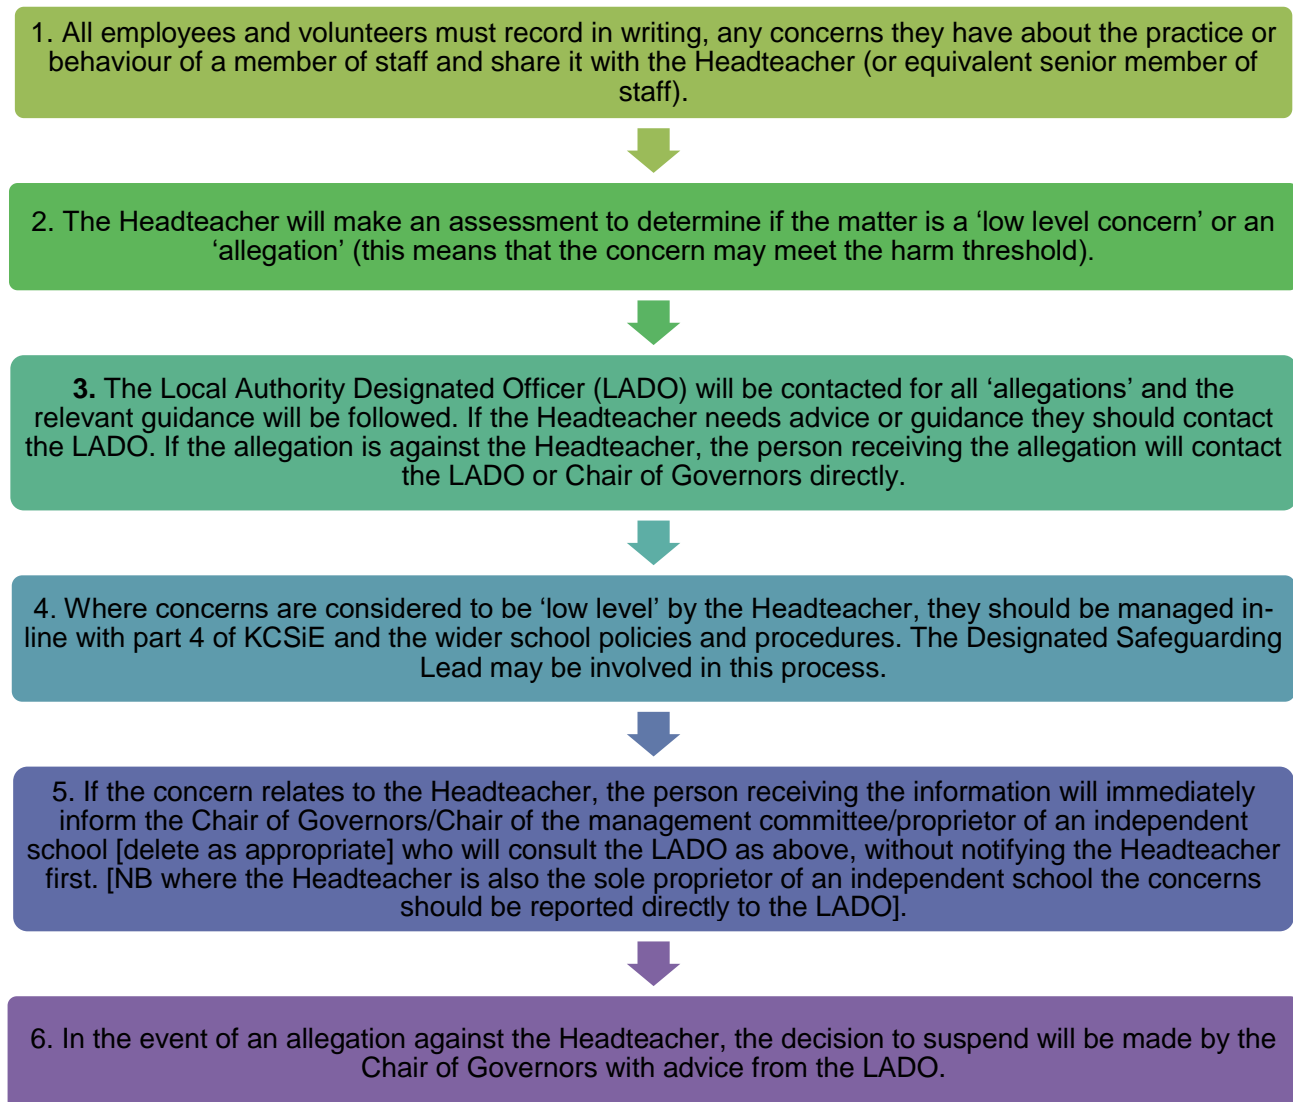 1. All employees and volunteers must record in writing, any concerns they have about the practice or
behaviour of a member of staff and share it with the Headteacher (or equivalent senior member of
staff).
2. The Headteacher will make an assessment to determine if the matter is a ‘low level concern’ or an
‘allegation’ (this means that the concern may meet the harm threshold).
3. The Local Authority Designated Officer (LADO) will be contacted for all ‘allegations’ and the
relevant guidance will be followed. If the Headteacher needs advice or guidance they should contact
the LADO. If the allegation is against the Headteacher, the person receiving the allegation will contact
the LADO or Chair of Governors directly.
4. Where concerns are considered to be ‘low level’ by the Headteacher, they should be managed in-
line with part 4 of KCSiE and the wider school policies and procedures. The Designated Safeguarding
Lead may be involved in this process.
5. If the concern relates to the Headteacher, the person receiving the information will immediately
inform the Chair of Governors/Chair of the management committee/proprietor of an independent
school [delete as appropriate] who will consult the LADO as above, without notifying the Headteacher
first. [NB where the Headteacher is also the sole proprietor of an independent school the concerns
should be reported directly to the LADO].
6. In the event of an allegation against the Headteacher, the decision to suspend will be made by the
Chair of Governors with advice from the LADO.